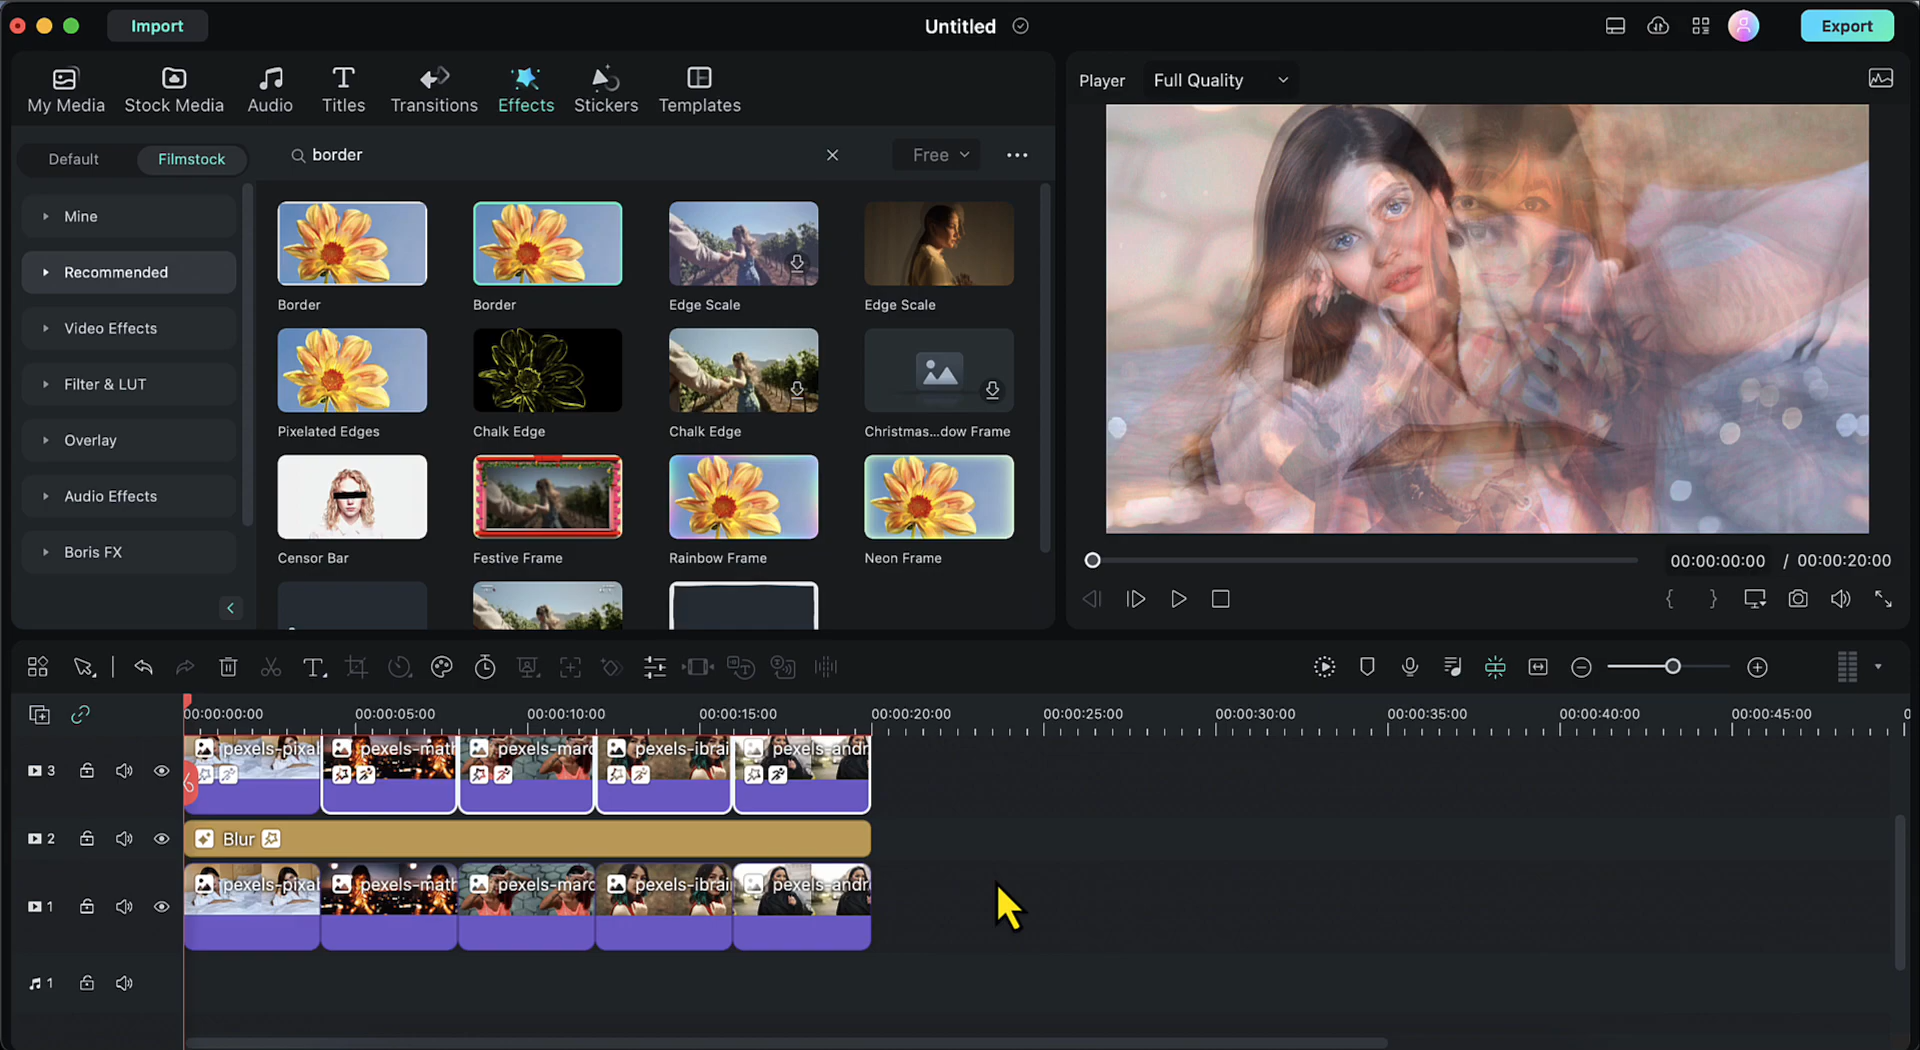 Import
Untitled
Export
My Media
Stock Media
Audio
Titles
Transitions
Effects
Stickers
Templates
Player
Full Quality
Default
Filmstock
border
Free
Mine
Recommended
Video Effects
Filter & LUT
Overlay
Audio Effects
Boris FX
Border
Border
Edge Scale
Edge Scale
Pixelated Edges
Chalk Edge
Chalk Edge
Christmas...dow Frame
Censor Bar
Festive Frame
Rainbow Frame
Neon Frame
00:00:00:00 / 00:00:20:00
00:00:00:00
00:00:05:00
00:00:10:00
00:00:15:00
00:00:20:00
00:00:25:00
00:00:30:00
00:00:35:00
00:00:40:00
00:00:45:00
3
pexels-pixal
pexels-math
pexels-marc
pexels-ibrai
pexels-andr
2
Blur
1
pexels-pixal
pexels-math
pexels-marc
pexels-ibrai
pexels-andr
1